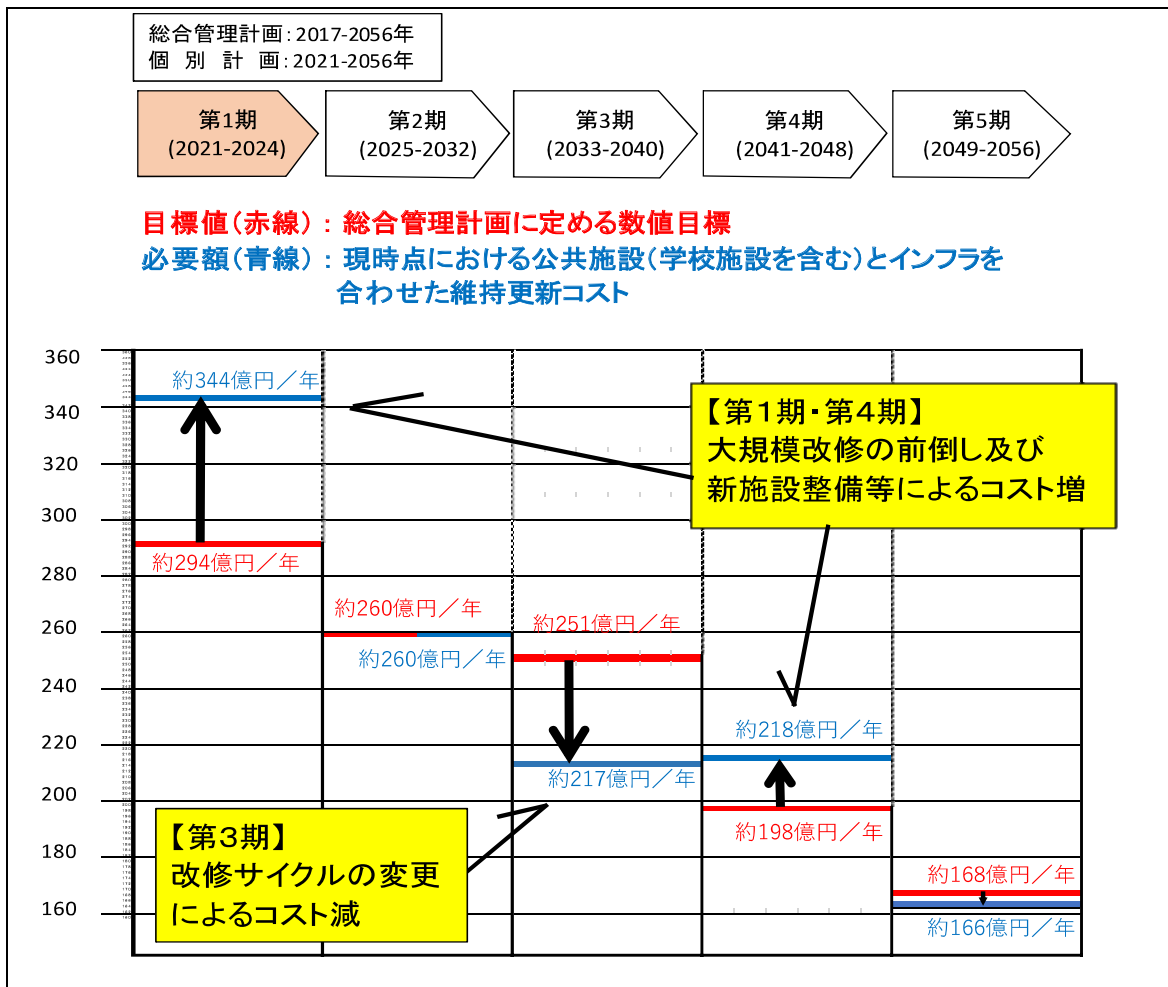 総合管理計画：2017-2056年
個別計画：2021-2056年
第1期
(2021-2024)
第2期
(2025-2032)
第3期
(2033-2040)
第4期
(2041-2048)
第5期
(2049-2056)
目標値（赤線）：総合管理計画に定める数値目標
必要額（青線）：現時点における公共施設（学校施設を含む）とインフラを
合わせた維持更新コスト
360
340
320
300
280
260
240
220
200
180
160
約344億円／年
約294億円／年
約260億円／年
約260億円／年
約251億円／年
約217億円／年
約218億円／年
約198億円／年
約168億円／年
約166億円／年
【第１期・第４期】
大規模改修の前倒し及び
新施設整備等によるコスト増
【第３期】
改修サイクルの変更
によるコスト減